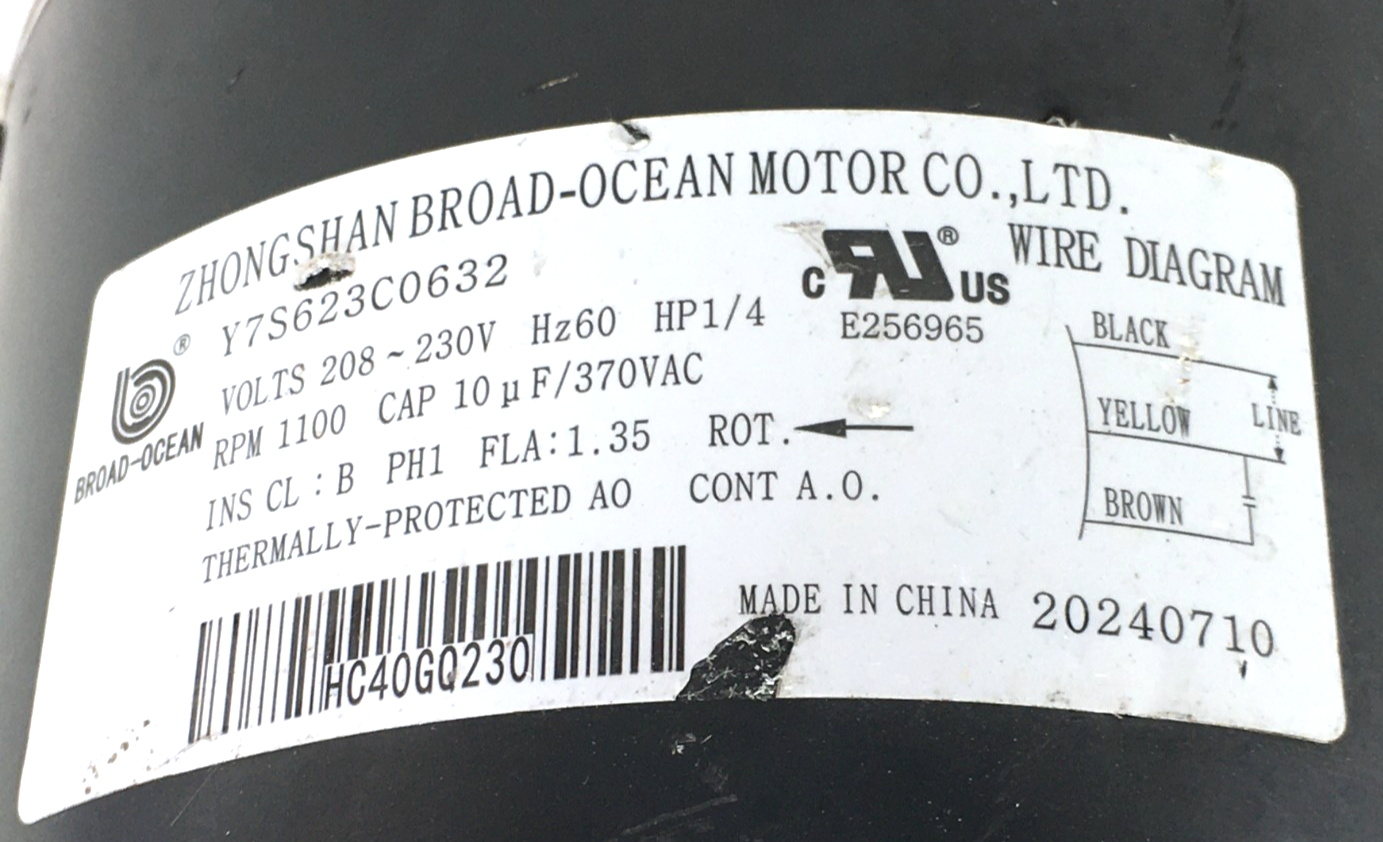 ZHONGSHAN BROAD-OCEAN MOTOR CO.,LTD.
Y7S623C0632
® BROAD-OCEAN
VOLTS 208~230V Hz60 HP1/4
RPM 1100 CAP 10μF/370VAC
INS CL:B PH1 FLA:1.35 ROT.
THERMALLY-PROTECTED AO CONT A.O.
HC40GQ230
C RU® US
E256965
WIRE DIAGRAM
BLACK
YELLOW LINE
BROWN
MADE IN CHINA 20240710